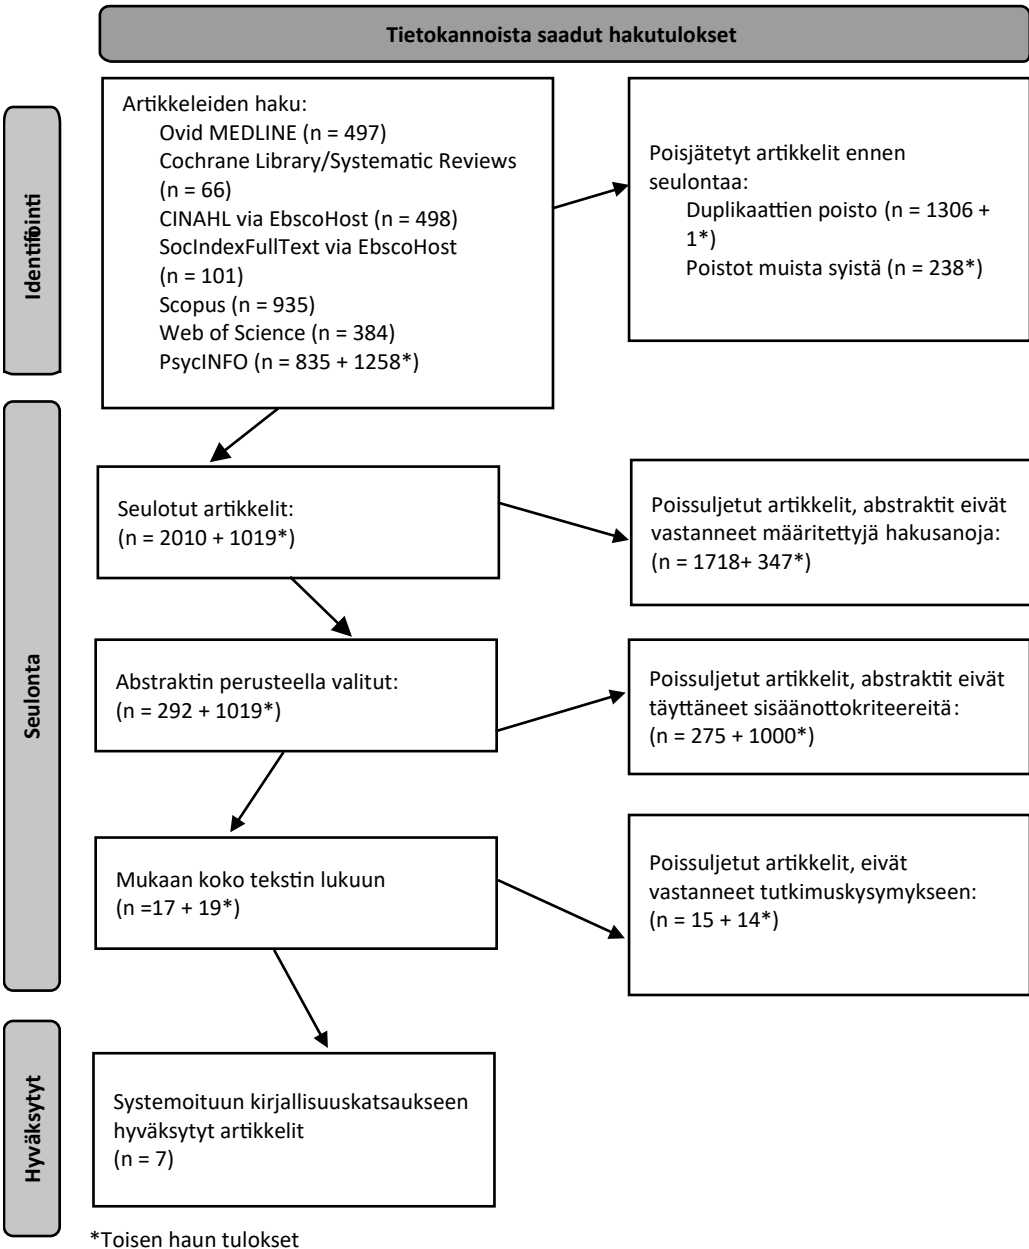 Tietokannoista saadut hakutulokset
Identifiointi
Artikkeleiden haku:
Ovid MEDLINE (n = 497)
Cochrane Library/Systematic Reviews
(n = 66)
CINAHL via EbscoHost (n = 498)
SocIndexFullText via EbscoHost
(n = 101)
Scopus (n = 935)
Web of Science (n = 384)
PsycINFO (n = 835 + 1258*)
Poisjätetyt artikkelit ennen
seulontaa:
Duplikaattien poisto (n = 1306 +
1*)
Poistot muista syistä (n = 238*)
Seulonta
Seulotut artikkelit:
(n = 2010 + 1019*)
Poissuljetut artikkelit, abstraktit eivät
vastanneet määritettyjä hakusanoja:
(n = 1718+ 347*)
Abstraktin perusteella valitut:
(n = 292 + 1019*)
Poissuljetut artikkelit, abstraktit eivät
täyttäneet sisäänottokriteereitä:
(n = 275 + 1000*)
Mukaan koko tekstin lukuun
(n =17 + 19*)
Poissuljetut artikkelit, eivät
vastanneet tutkimuskysymykseen:
(n = 15 + 14*)
Hyväksytyt
Systemoituun kirjallisuuskatsaukseen
hyväksytyt artikkelit
(n = 7)
*Toisen haun tulokset